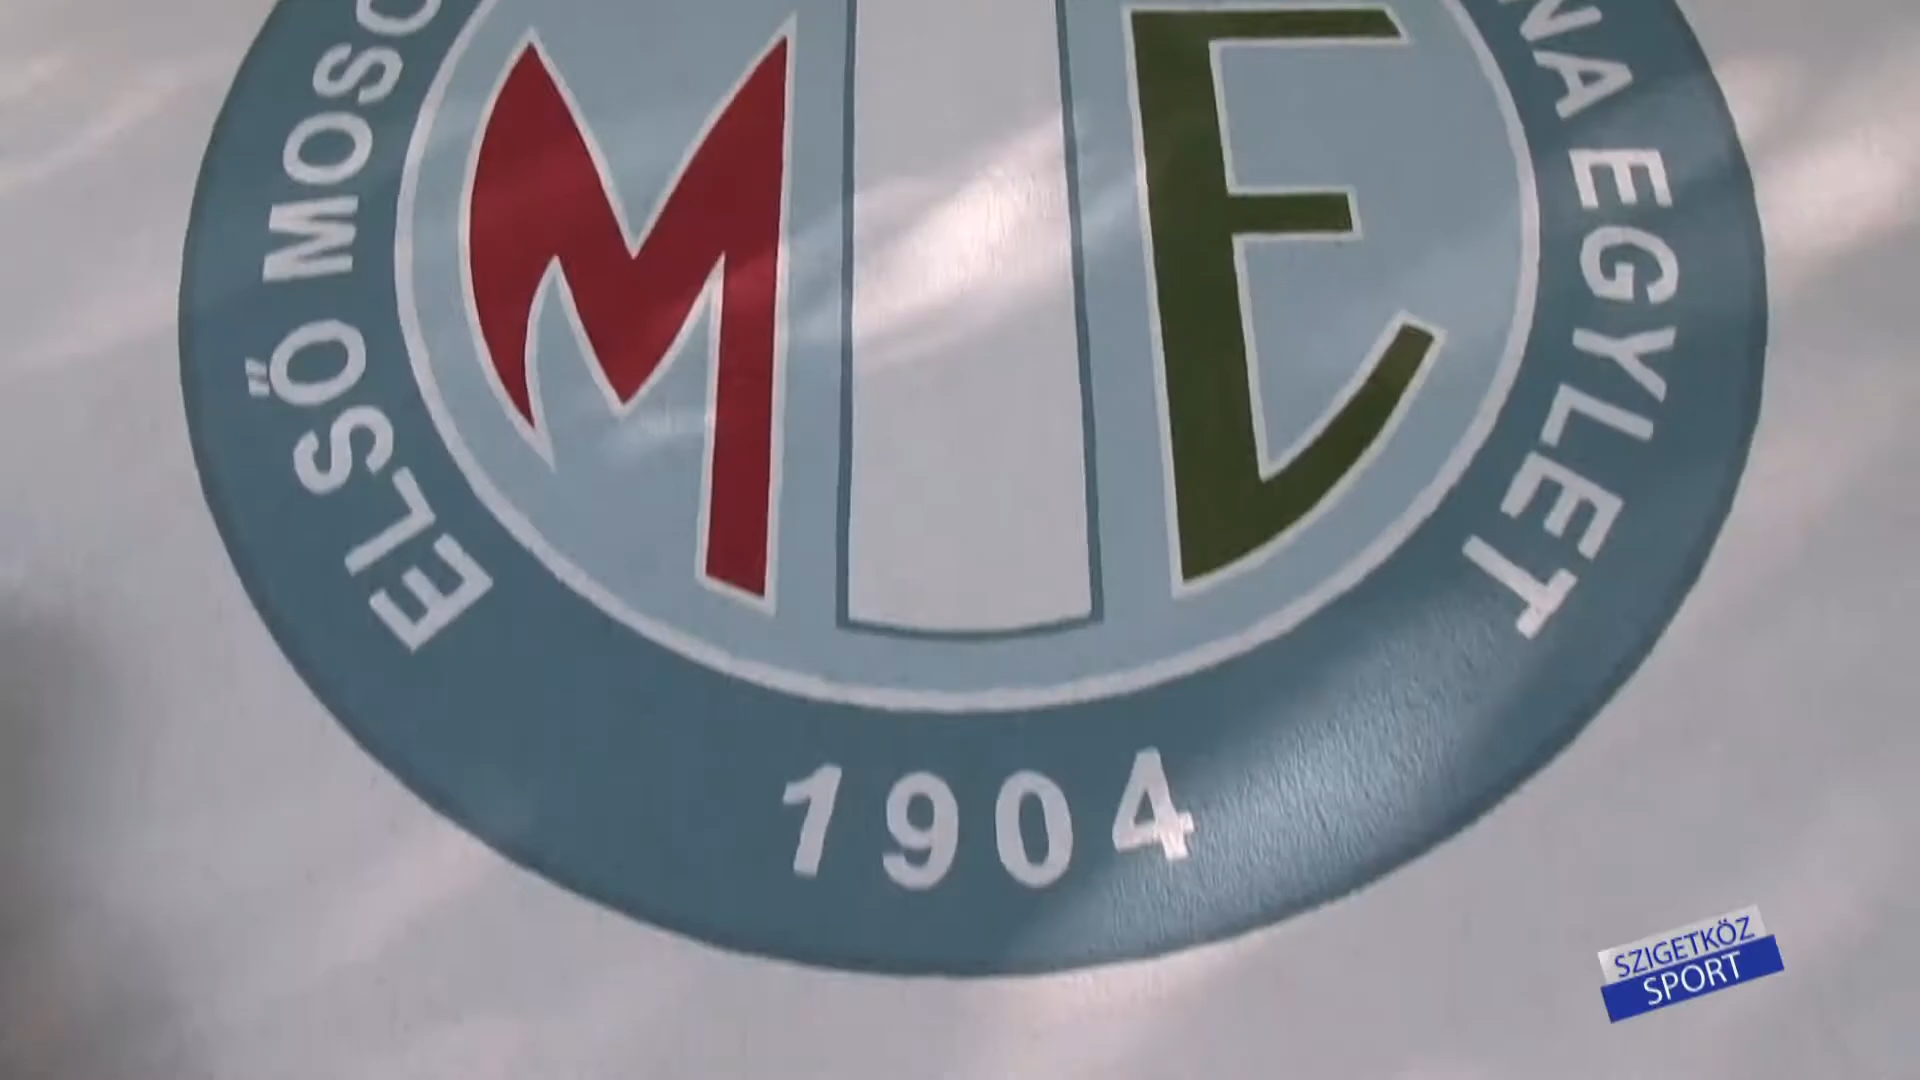 ELSŐ MOSO
NA EGYLET
M E
1904
SZIGETKÖZ
SPORT